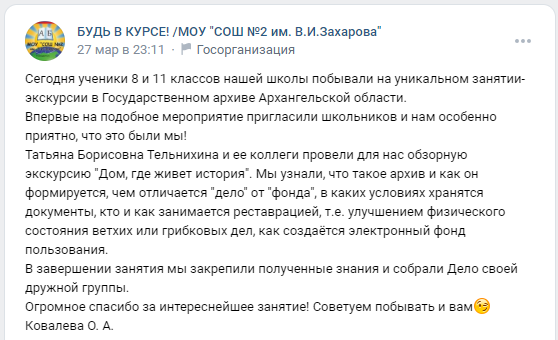 БУДЬ В КУРСЕ! /МОУ "СОШ №2 им. В.И.Захарова"
27 мар в 23:11 · Госорганизация
Сегодня ученики 8 и 11 классов нашей школы побывали на уникальном занятии-
экскурсии в Государственном архиве Архангельской области.
Впервые на подобное мероприятие пригласили школьников и нам особенно
приятно, что это были мы!
Татьяна Борисовна Тельнихина и ее коллеги провели для нас обзорную
экскурсию "Дом, где живет история". Мы узнали, что такое архив и как он
формируется, чем отличается "дело" от "фонда", в каких условиях хранятся
документы, кто и как занимается реставрацией, т.е. улучшением физического
состояния ветхих или грибковых дел, как создаётся электронный фонд
пользования.
В завершении занятия мы закрепили полученные знания и собрали Дело своей
дружной группы.
Огромное спасибо за интереснейшее занятие! Советуем побывать и вам😉
Ковалева О. А.